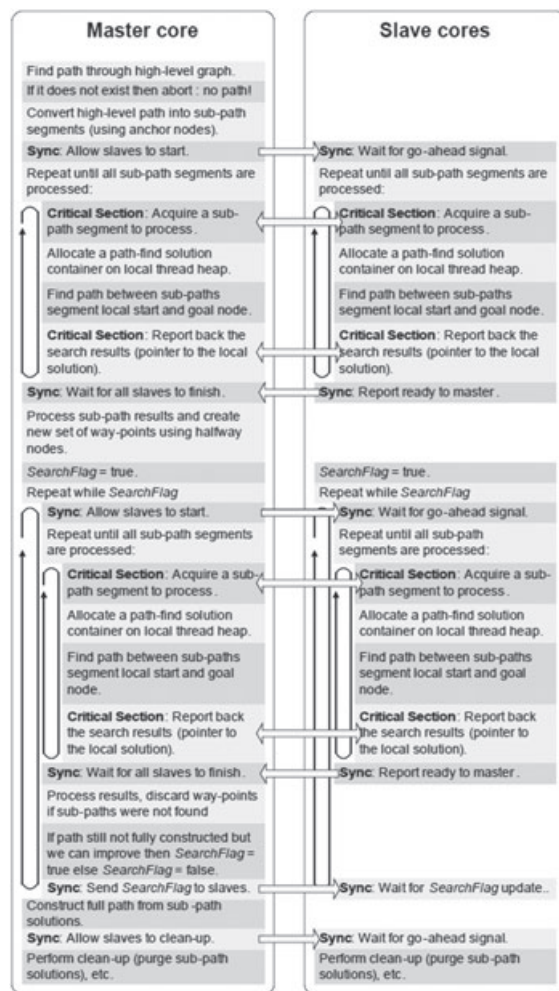 Master core
Find path through high-level graph.
If it does not exist then abort : no path!
Convert high-level path into sub-path
segments (using anchor nodes).
Sync: Allow slaves to start.
Repeat until all sub-path segments are
processed:
Critical Section: Acquire a sub-
path segment to process.
Allocate a path-find solution
container on local thread heap.
Find path between sub-paths
segment local start and goal node.
Critical Section: Report back the
search results (pointer to the local
solution).
Sync: Wait for all slaves to finish.
Process sub-path results and create
new set of way-points using halfway
nodes.
SearchFlag = true.
Repeat while SearchFlag
Sync: Allow slaves to start.
Repeat until all sub-path segments
are processed:
Critical Section: Acquire a sub-
path segment to process.
Allocate a path-find solution
container on local thread heap.
Find path between sub-paths
segment local start and goal
node.
Critical Section: Report back
the search results (pointer to
the local solution).
Sync: Wait for all slaves to finish.
Process results, discard way-points
if sub-paths were not found
If path still not fully constructed but
we can improve then SearchFlag =
true else SearchFlag = false.
Sync: Send SearchFlag to slaves.
Construct full path from sub-path
solutions.
Sync: Allow slaves to clean-up.
Perform clean-up (purge sub-path
solutions), etc.
Slave cores
Sync: Wait for go-ahead signal.
Repeat until all sub-path segments are
processed:
Critical Section: Acquire a sub-
path segment to process.
Allocate a path-find solution
container on local thread heap.
Find path between sub-paths
segment local start and goal node.
Critical Section: Report back the
search results (pointer to the local
solution).
Sync: Report ready to master.
SearchFlag = true.
Repeat while SearchFlag
Sync: Wait for go-ahead signal.
Repeat until all sub-path
segments are processed:
Critical Section: Acquire a sub-
path segment to process.
Allocate a path-find solution
container on local thread heap.
Find path between sub-paths
segment local start and goal
node.
Critical Section: Report back
the search results (pointer to
the local solution).
Sync: Report ready to master.
Sync: Wait for SearchFlag update..
Sync: Wait for go-ahead signal.
Perform clean-up (purge sub-path
solutions), etc.